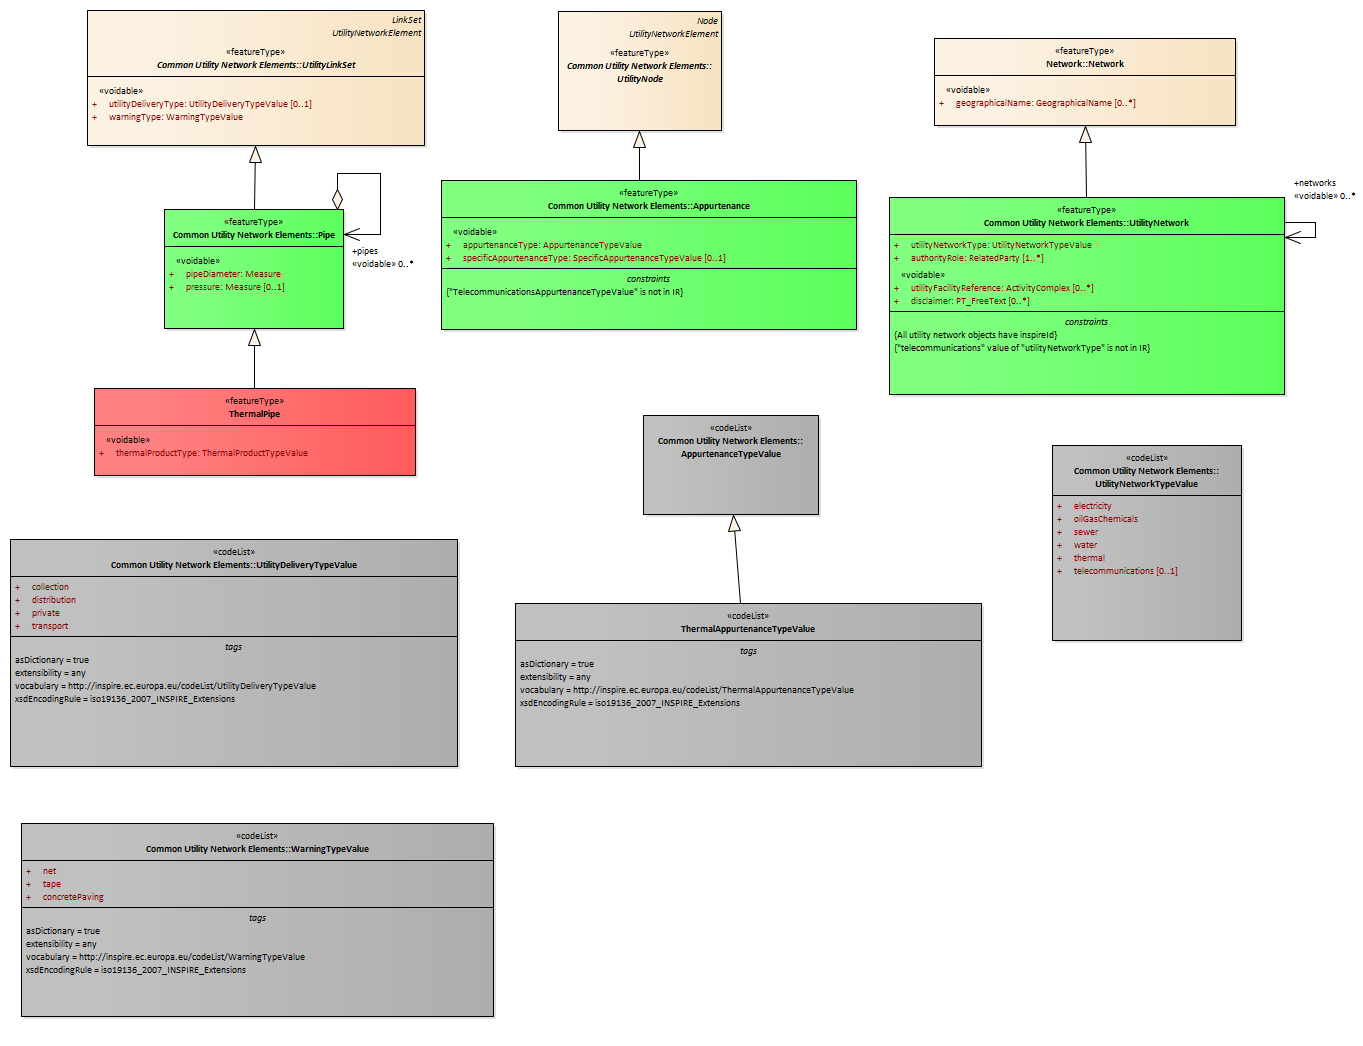 LinkSet
UtilityNetworkElement
«featureType»
Common Utility Network Elements::UtilityLinkSet
«voidable»
+ utilityDeliveryType: UtilityDeliveryTypeValue [0..1]
+ warningType: WarningTypeValue
Node
UtilityNetworkElement
«featureType»
Common Utility Network Elements::
UtilityNode
«featureType»
Network::Network
«voidable»
+ geographicalName: GeographicalName [0..*]
«featureType»
Common Utility Network Elements::Pipe
«voidable»
+ pipeDiameter: Measure
+ pressure: Measure [0..1]
+pipes
«voidable» 0..*
«featureType»
Common Utility Network Elements::Appurtenance
«voidable»
+ appurtenanceType: AppurtenanceTypeValue
+ specificAppurtenanceType: SpecificAppurtenanceTypeValue [0..1]
constraints
{"TelecommunicationsAppurtenanceTypeValue" is not in IR}
+networks
«voidable» 0..*
«featureType»
Common Utility Network Elements::UtilityNetwork
+ utilityNetworkType: UtilityNetworkTypeValue
+ authorityRole: RelatedParty [1..*]
«voidable»
+ utilityFacilityReference: ActivityComplex [0..*]
+ disclaimer: PT_FreeText [0..*]
constraints
{All utility network objects have inspireId}
{"telecommunications" value of "utilityNetworkType" is not in IR}
«featureType»
ThermalPipe
«voidable»
+ thermalProductType: ThermalProductTypeValue
«codeList»
Common Utility Network Elements::
AppurtenanceTypeValue
«codeList»
Common Utility Network Elements::
UtilityNetworkTypeValue
+ electricity
+ oilGasChemicals
+ sewer
+ water
+ thermal
+ telecommunications [0..1]
«codeList»
Common Utility Network Elements::UtilityDeliveryTypeValue
+ collection
+ distribution
+ private
+ transport
tags
asDictionary = true
extensibility = any
vocabulary = http://inspire.ec.europa.eu/codeList/UtilityDeliveryTypeValue
xsdEncodingRule = iso19136_2007_INSPIRE_Extensions
«codeList»
ThermalAppurtenanceTypeValue
tags
asDictionary = true
extensibility = any
vocabulary = http://inspire.ec.europa.eu/codeList/ThermalAppurtenanceTypeValue
xsdEncodingRule = iso19136_2007_INSPIRE_Extensions
«codeList»
Common Utility Network Elements::WarningTypeValue
+ net
+ tape
+ concretePaving
tags
asDictionary = true
extensibility = any
vocabulary = http://inspire.ec.europa.eu/codeList/WarningTypeValue
xsdEncodingRule = iso19136_2007_INSPIRE_Extensions